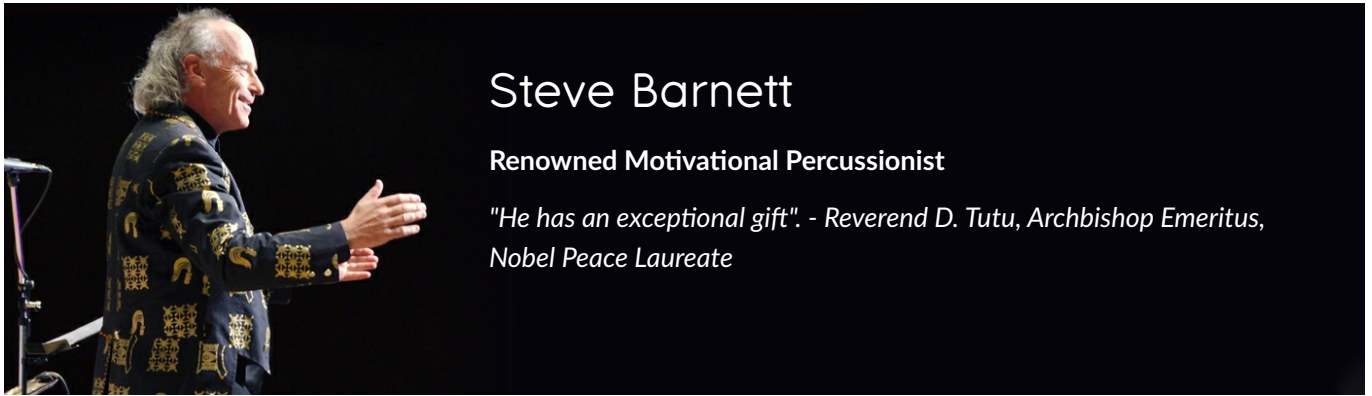 Steve Barnett
Renowned Motivational Percussionist
"He has an exceptional gift". - Reverend D. Tutu, Archbishop Emeritus,
Nobel Peace Laureate